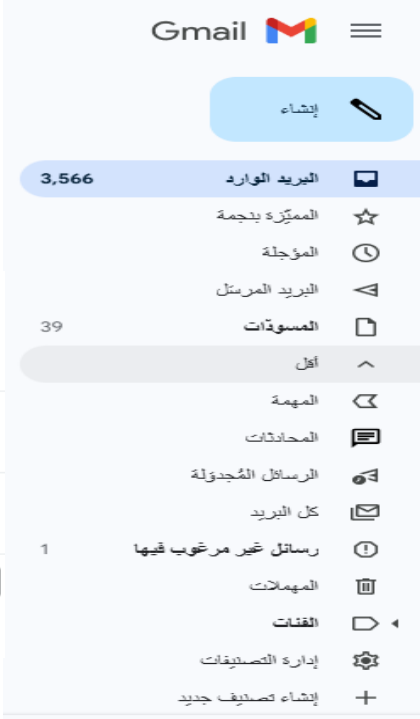 Gmail
إنشاء
البريد الوارد 3,566
المميّزة بنجمة
المؤجلة
البريد المرسَل
المسودّات 39
أقل
المهمة
المحادثات
الرسائل المُجدوَلة
كل البريد
رسائل غير مرغوب فيها 1
المهملات
الفئات
إدارة التصنيفات
إنشاء تصنيف جديد